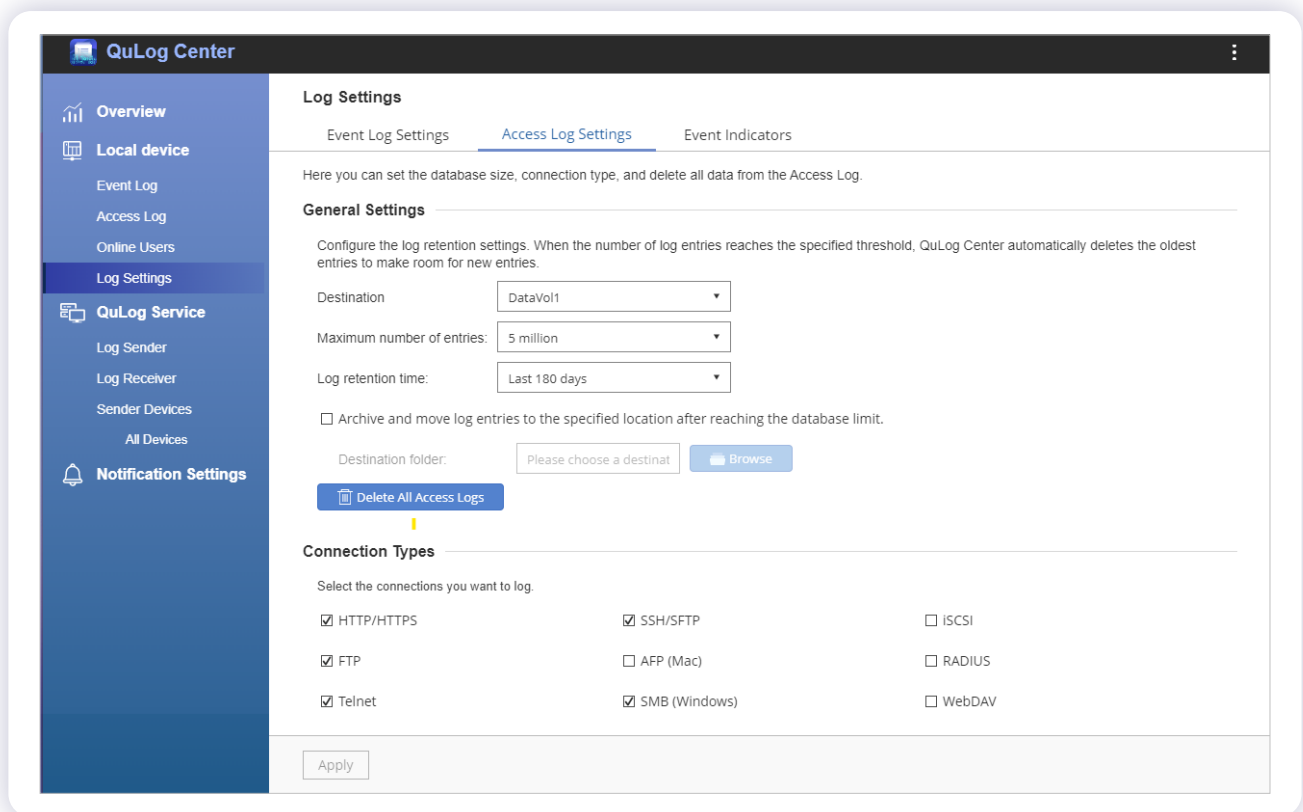 QuLog Center
Overview
Local device
Event Log
Access Log
Online Users
Log Settings
QuLog Service
Log Sender
Log Receiver
Sender Devices
All Devices
Notification Settings
Log Settings
Event Log Settings
Access Log Settings
Event Indicators
Here you can set the database size, connection type, and delete all data from the Access Log.
General Settings
Configure the log retention settings. When the number of log entries reaches the specified threshold, QuLog Center automatically deletes the oldest
entries to make room for new entries.
Destination DataVol1
Maximum number of entries: 5 million
Log retention time: Last 180 days
Archive and move log entries to the specified location after reaching the database limit.
Destination folder: Please choose a destinat Browse
Delete All Access Logs
Connection Types
Select the connections you want to log.
HTTP/HTTPS SSH/SFTP iSCSI
FTP AFP (Mac) RADIUS
Telnet SMB (Windows) WebDAV
Apply